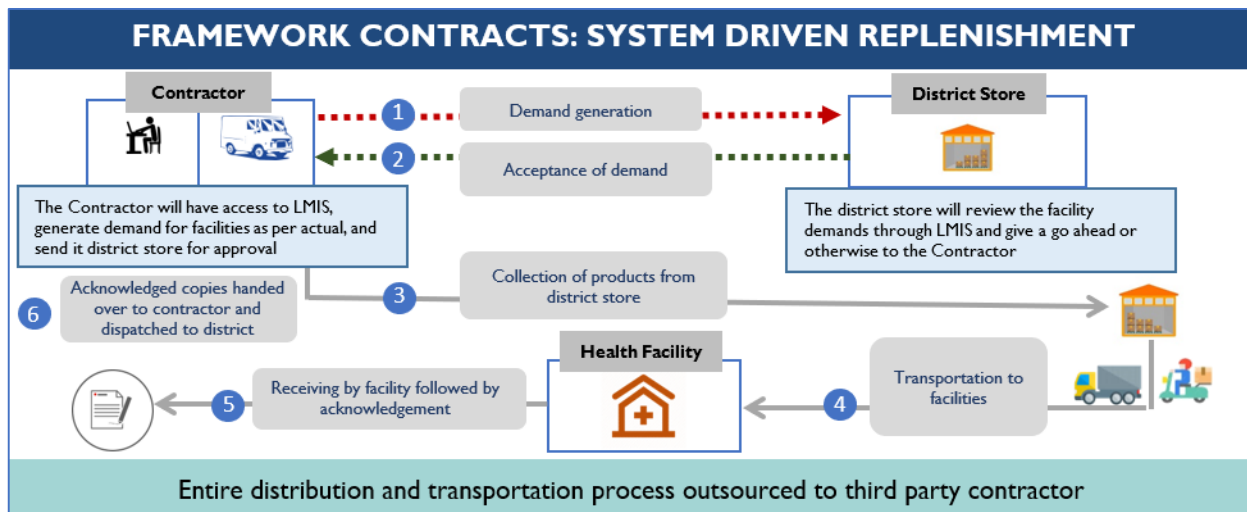 FRAMEWORK CONTRACTS: SYSTEM DRIVEN REPLENISHMENT
Contractor
District Store
1
Demand generation
2
Acceptance of demand
The Contractor will have access to LMIS,
generate demand for facilities as per actual, and
send it district store for approval
The district store will review the facility
demands through LMIS and give a go ahead or
otherwise to the Contractor
3
Collection of products from
district store
6
Acknowledged copies handed
over to contractor and
dispatched to district
Health Facility
4
Transportation to
facilities
5
Receiving by facility followed by
acknowledgement
Entire distribution and transportation process outsourced to third party contractor